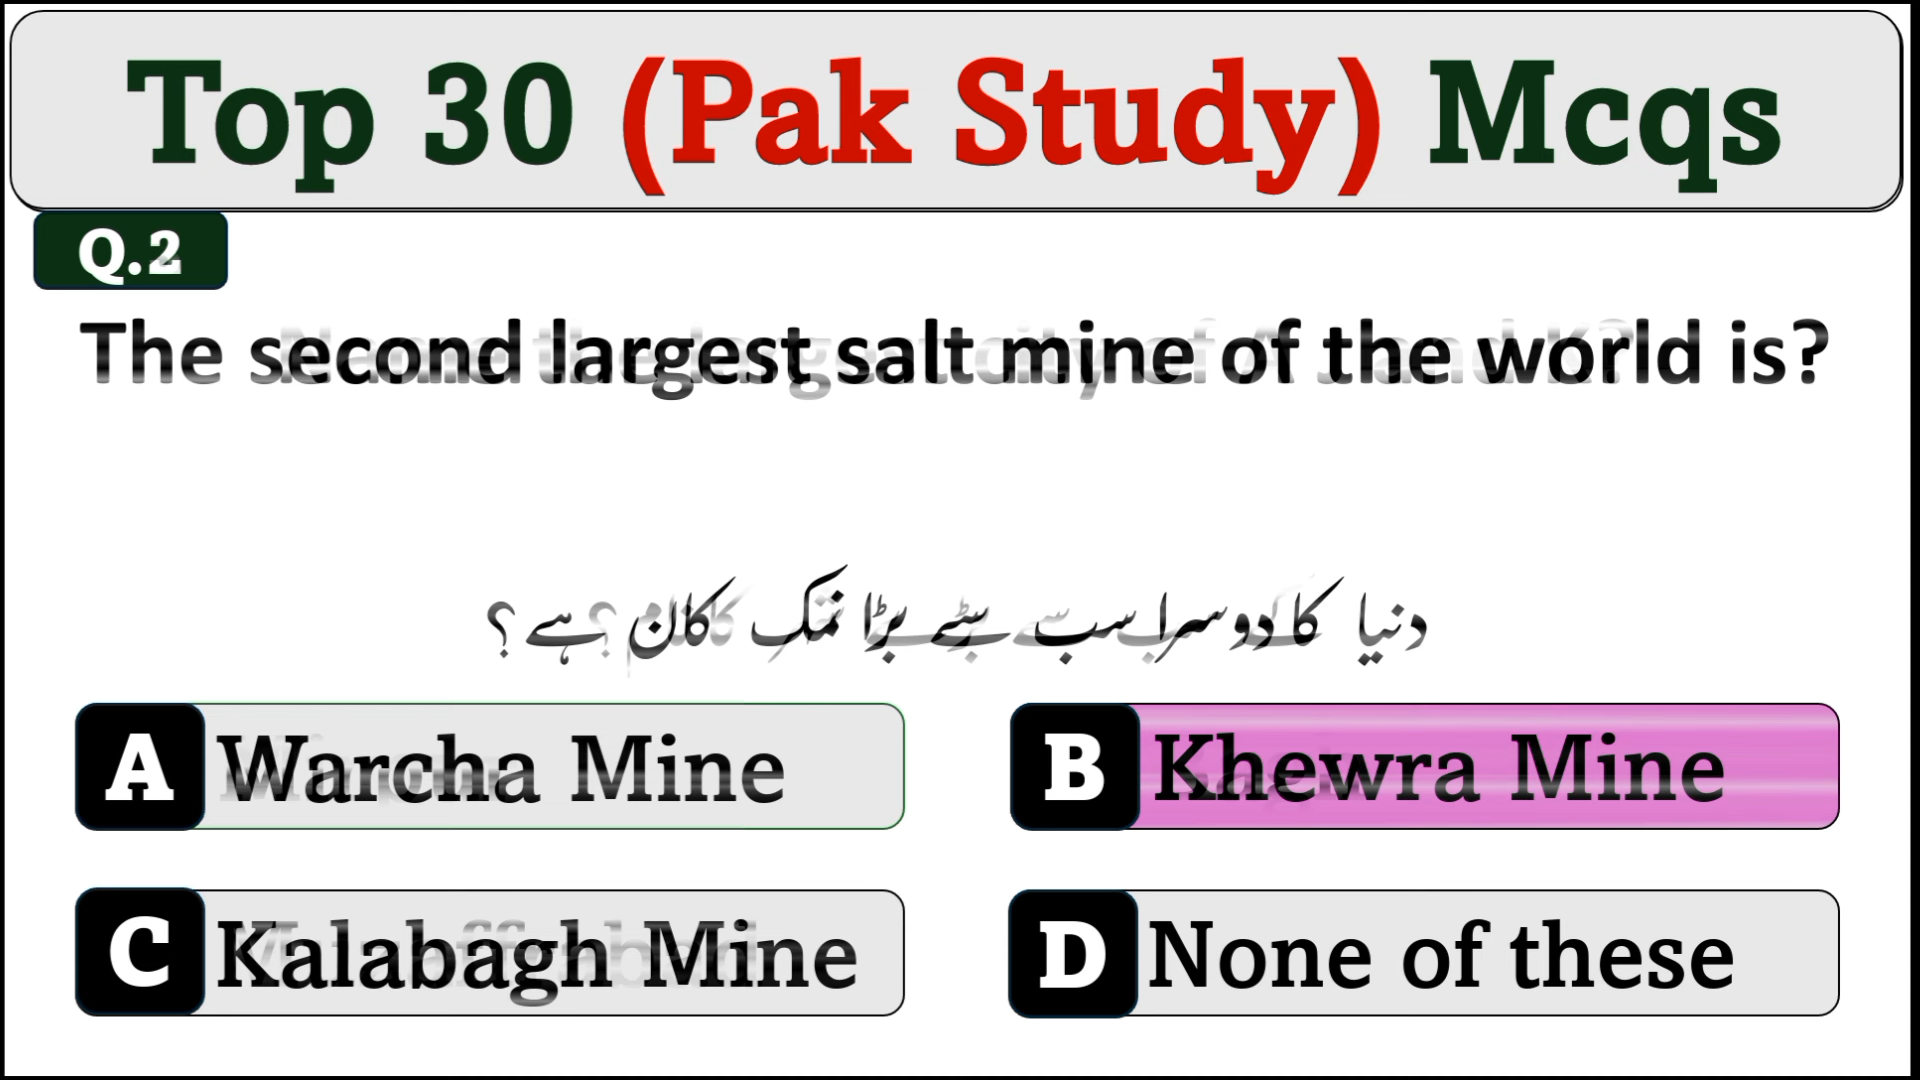 Top 30 (Pak Study) Mcqs
Q.2
The second largest salt mine of the world is?
دنیا کا دوسرا سب سے بڑا نمک کان ہے؟
A Warcha Mine
B Khewra Mine
C Kalabagh Mine
D None of these